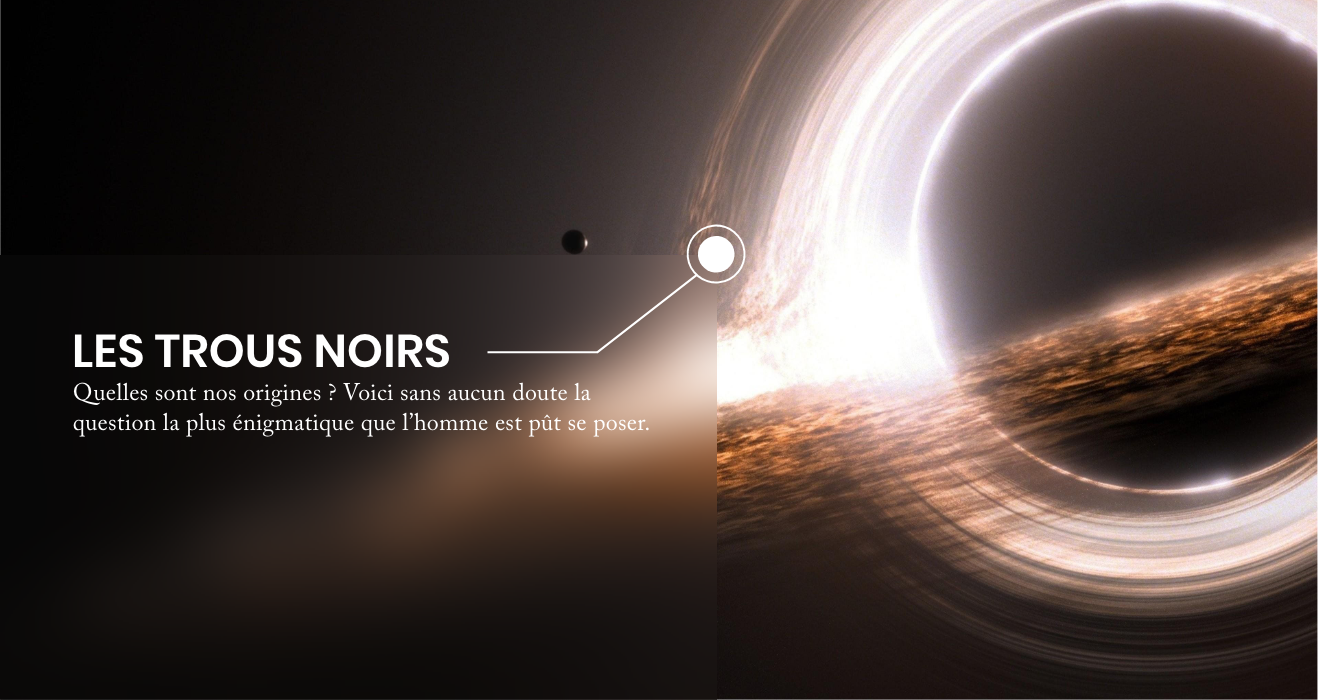 LES TROUS NOIRS
Quelles sont nos origines ? Voici sans aucun doute la
question la plus énigmatique que l’homme est pût se poser.